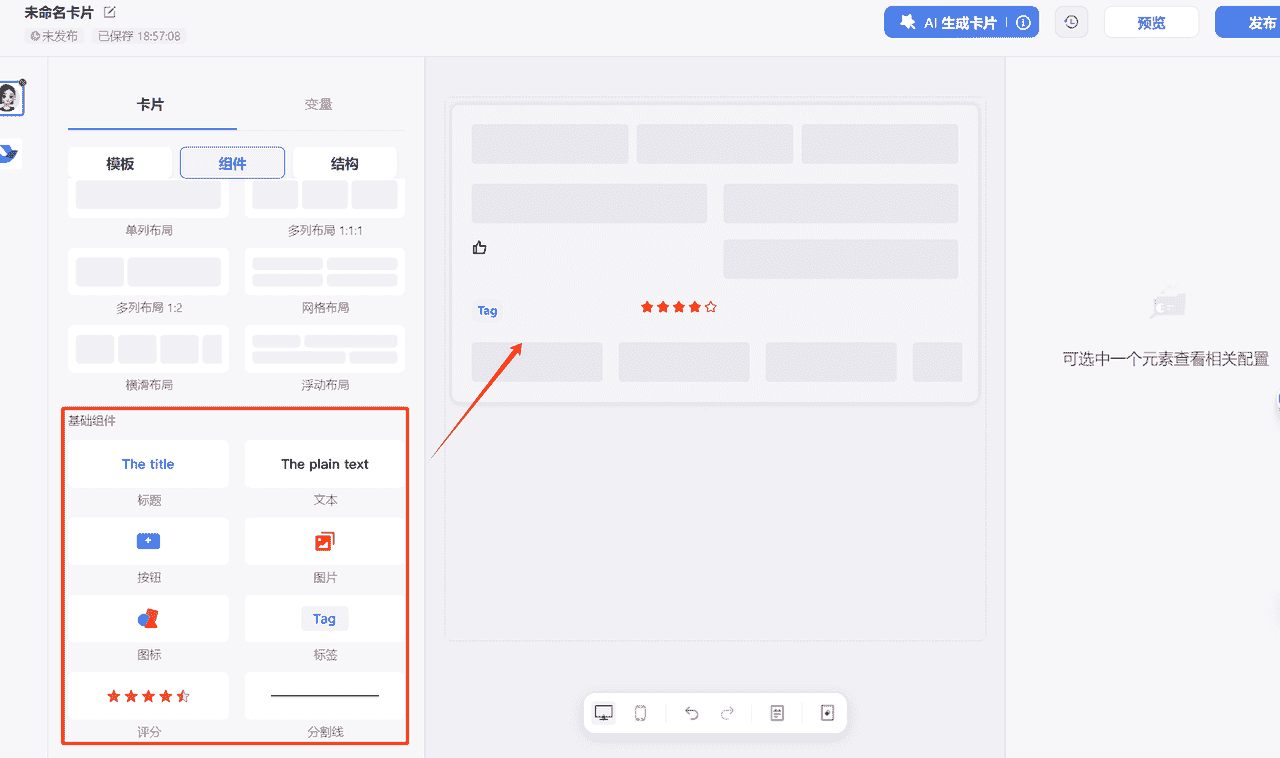 未命名卡片
未发布 已保存 18:57:08
AI 生成卡片
预览
发布
卡片 变量
模板 组件 结构
单列布局 多列布局 1:1:1
多列布局 1:2 网格布局
横滑布局 浮动布局
基础组件
The title The plain text
标题 文本
按钮 图片
Tag
图标 标签
评分 分割线
Tag
可选中一个元素查看相关配置